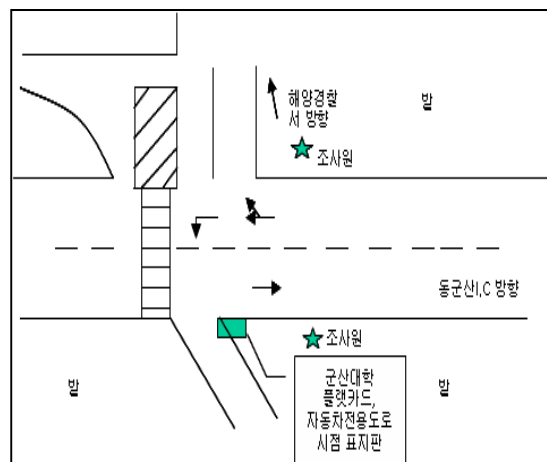 해양경찰
서 방향
밭
조사원
동군산I,C 방향
조사원
밭
군산대학
플랫카드,
자동차전용도로
시점 표지판
밭